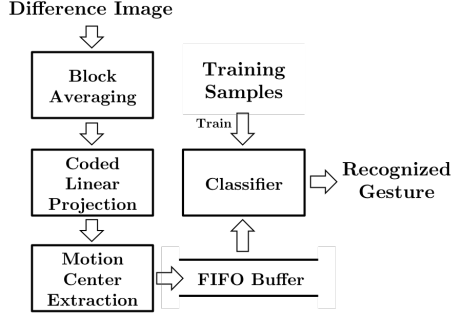 Difference Image
Block
Averaging
Training
Samples
Train
Coded
Linear
Projection
Classifier
Recognized
Gesture
Motion
Center
Extraction
FIFO Buffer